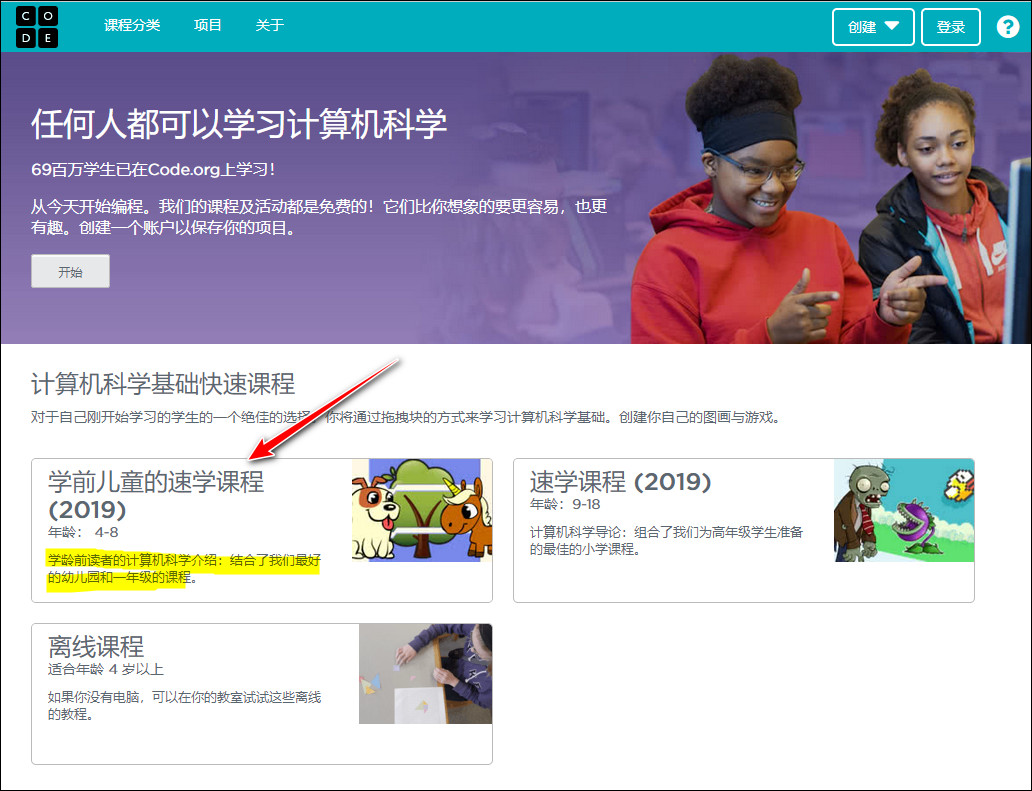 C O
D E
课程分类 项目 关于 创建 登录 ?
任何人都可以学习计算机科学
69百万学生已在Code.org上学习！
从今天开始编程。我们的课程及活动都是免费的！它们比你想象的要更容易，也更
有趣。创建一个账户以保存你的项目。
开始
计算机科学基础快速课程
对于自己刚开始学习的学生的一个绝佳的选择。你将通过拖拽块的方式来学习计算机科学基础。创建你自己的图画与游戏。
学前儿童的速学课程
(2019)
年龄： 4-8
学龄前读者的计算机科学介绍：结合了我们最好
的幼儿园和一年级的课程。
速学课程 (2019)
年龄：9-18
计算机科学导论：组合了我们为高年级学生准备
的最佳的小学课程。
离线课程
适合年龄 4 岁以上
如果你没有电脑，可以在你的教室试试这些离线
的教程。